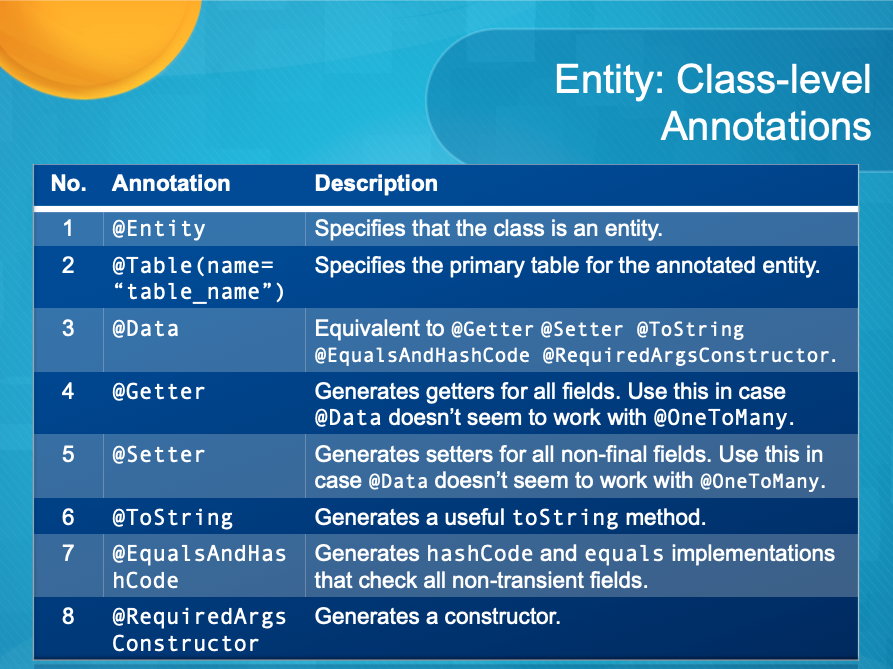 Entity: Class-level
Annotations
No. Annotation Description
1 @Entity Specifies that the class is an entity.
2 @Table(name= Specifies the primary table for the annotated entity.
“table_name”)
3 @Data Equivalent to @Getter @Setter @ToString
@EqualsAndHashCode @RequiredArgsConstructor.
4 @Getter Generates getters for all fields. Use this in case
@Data doesn’t seem to work with @OneToMany.
5 @Setter Generates setters for all non-final fields. Use this in
case @Data doesn’t seem to work with @OneToMany.
6 @ToString Generates a useful toString method.
7 @EqualsAndHas Generates hashCode and equals implementations
hCode that check all non-transient fields.
8 @RequiredArgs Generates a constructor.
Constructor